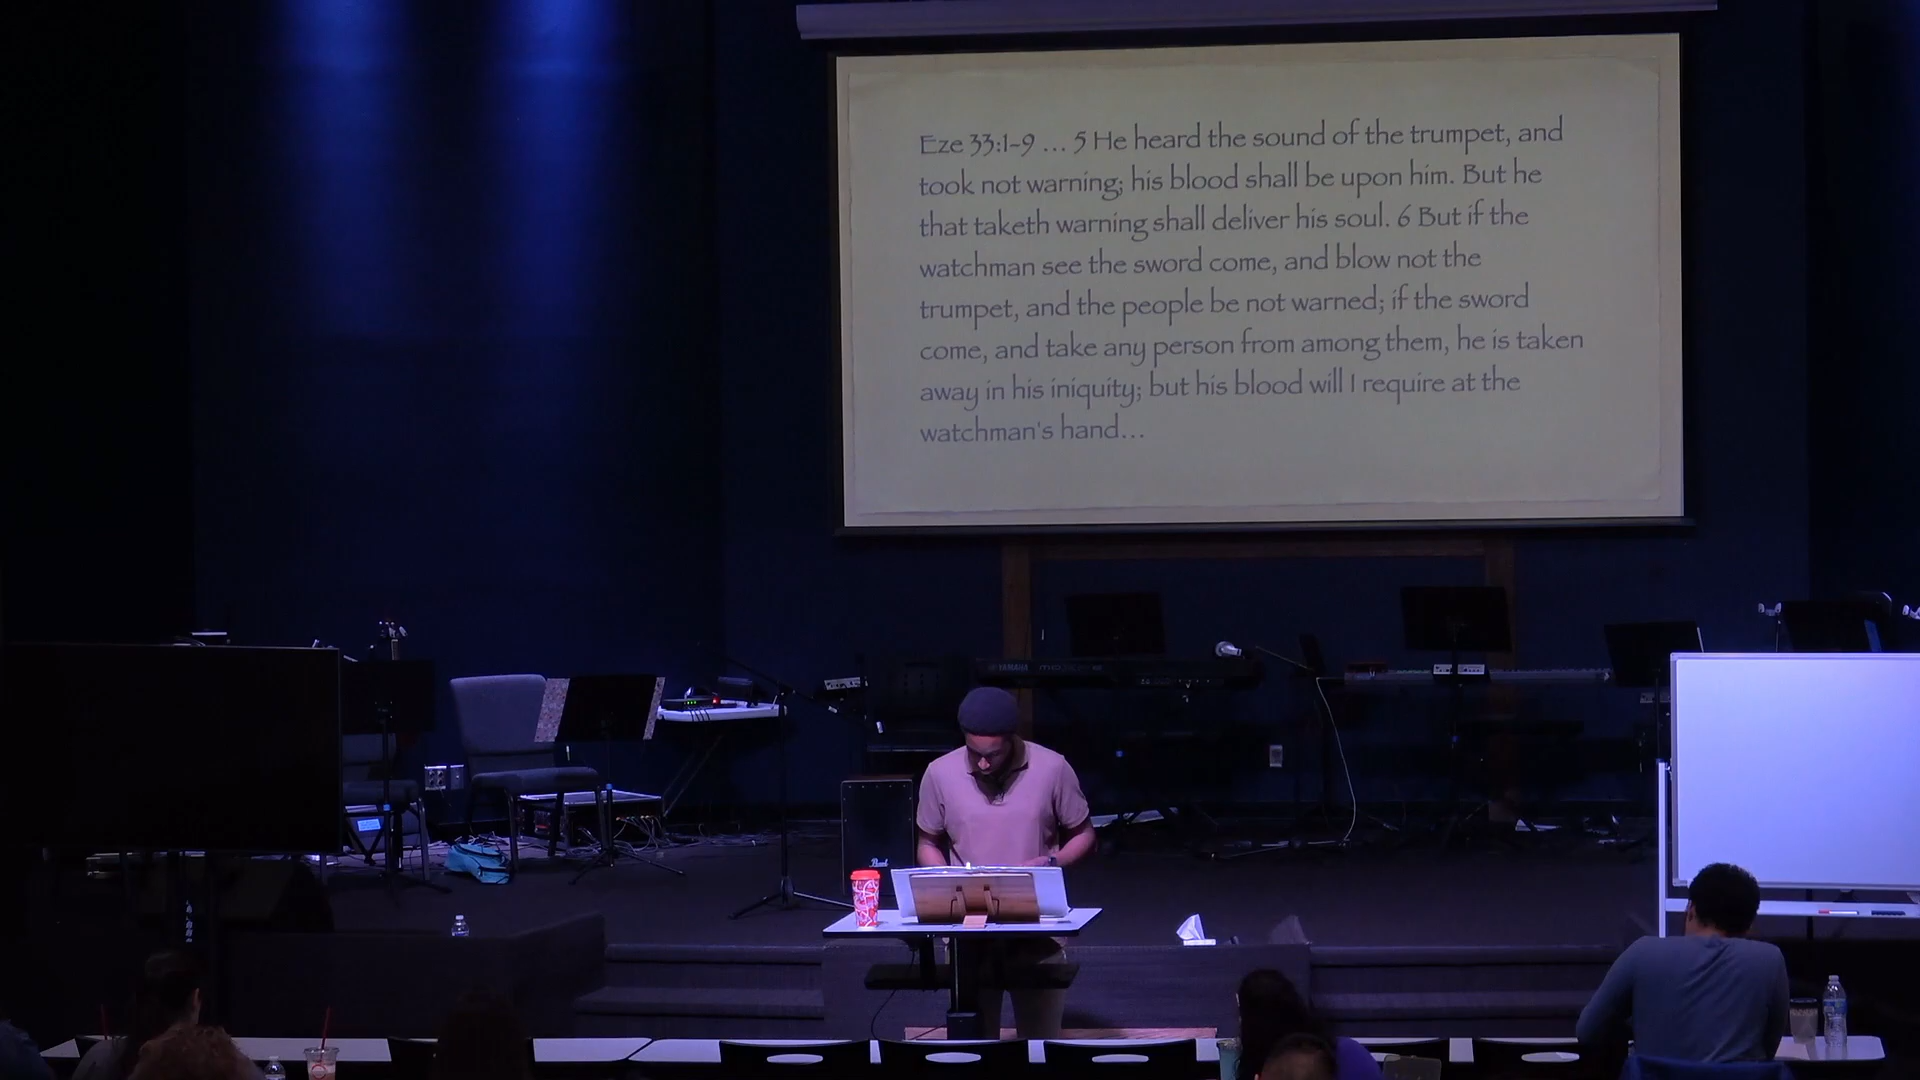 Eze 33:1-9 ... 5 He heard the sound of the trumpet, and
took not warning; his blood shall be upon him. But he
that taketh warning shall deliver his soul. 6 But if the
watchman see the sword come, and blow not the
trumpet, and the people be not warned; if the sword
come, and take any person from among them, he is taken
away in his iniquity; but his blood will I require at the
watchman's hand...
YAMAHA
Pearl